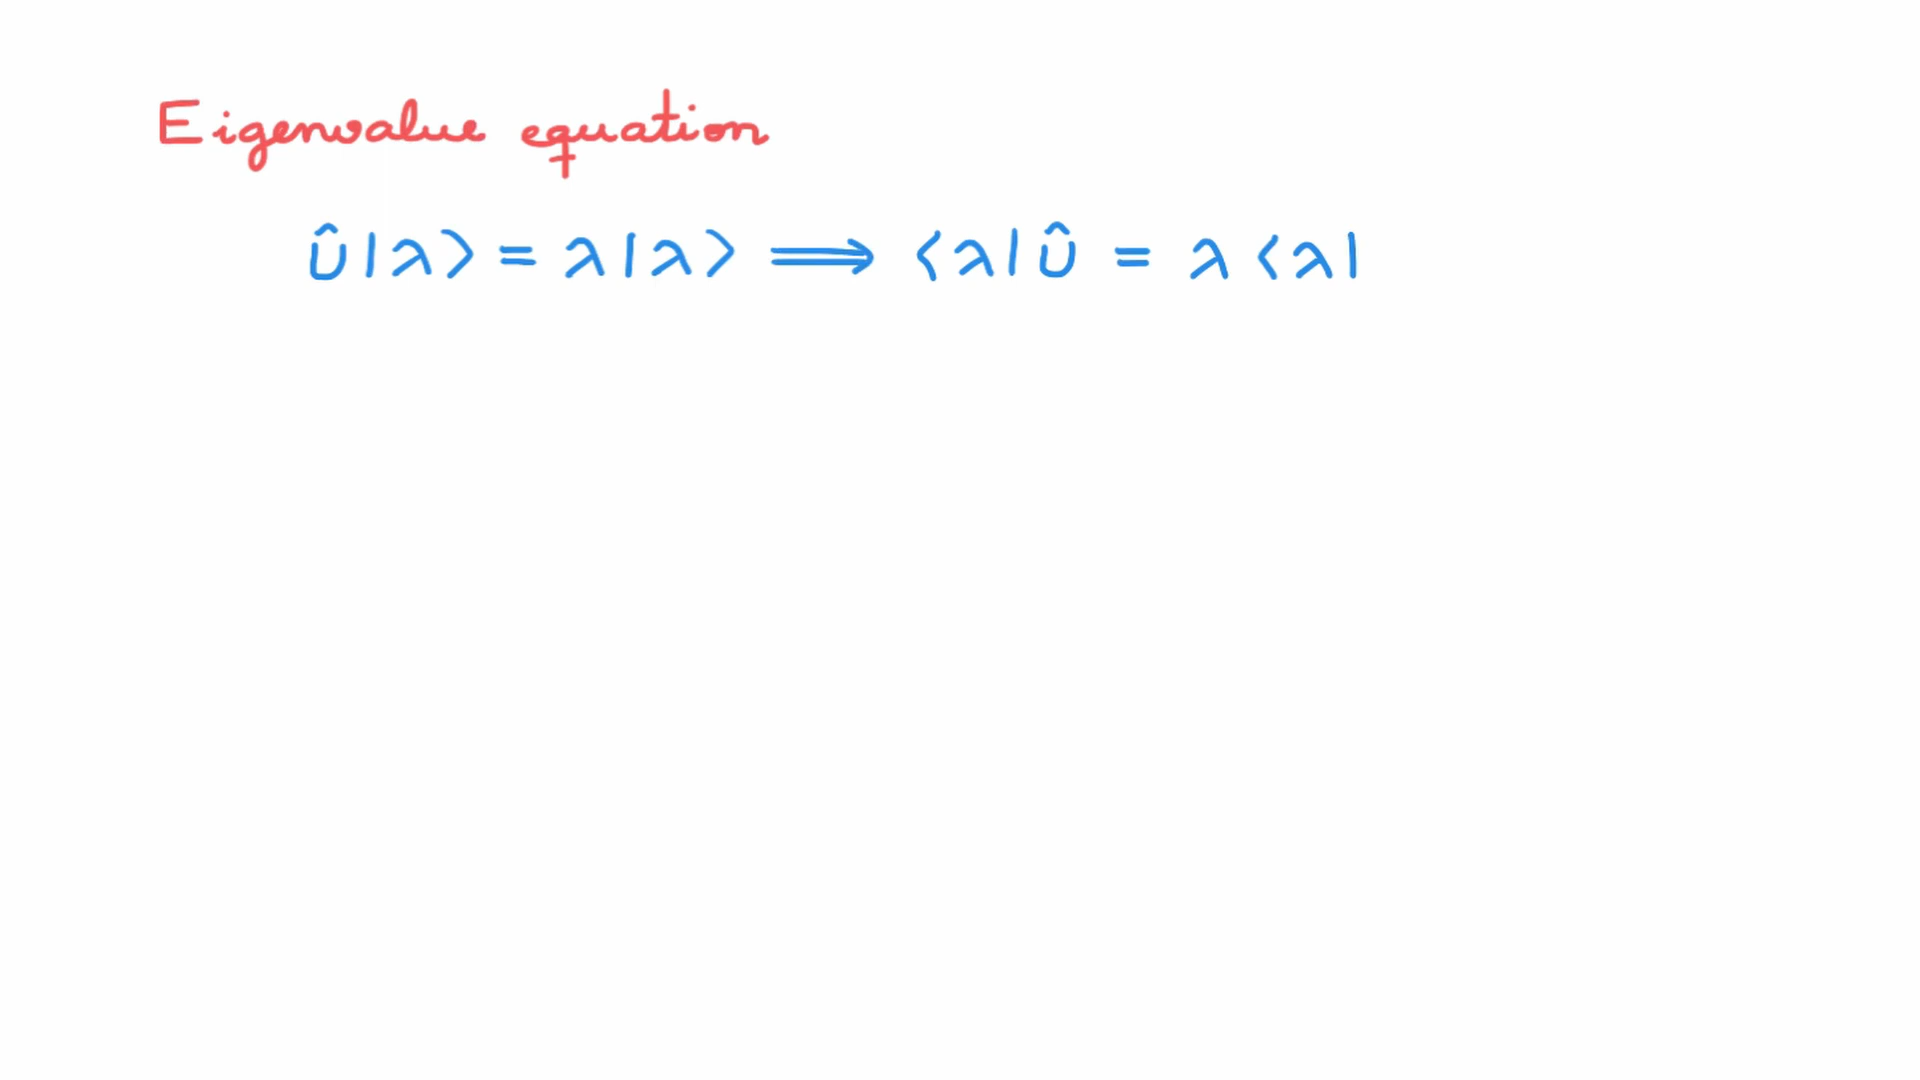 Eigenvalue equation
Û|λ⟩ = λ|λ⟩ ⟹ ⟨λ|Û = λ⟨λ|